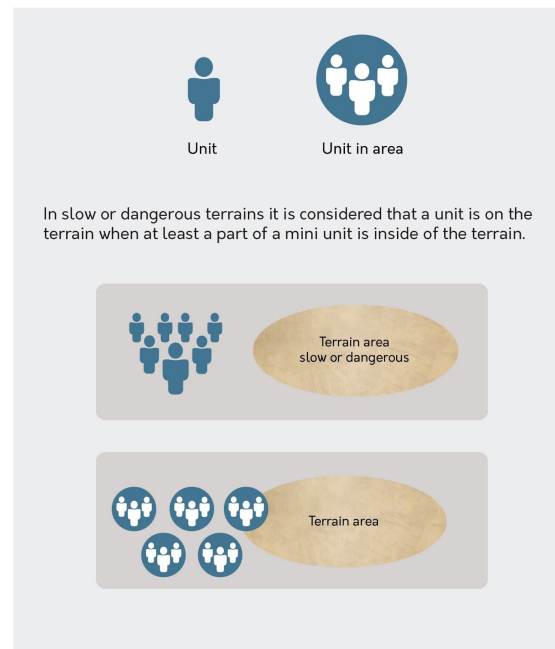 Unit
Unit in area
In slow or dangerous terrains it is considered that a unit is on the
terrain when at least a part of a mini unit is inside of the terrain.
Terrain area
slow or dangerous
Terrain area